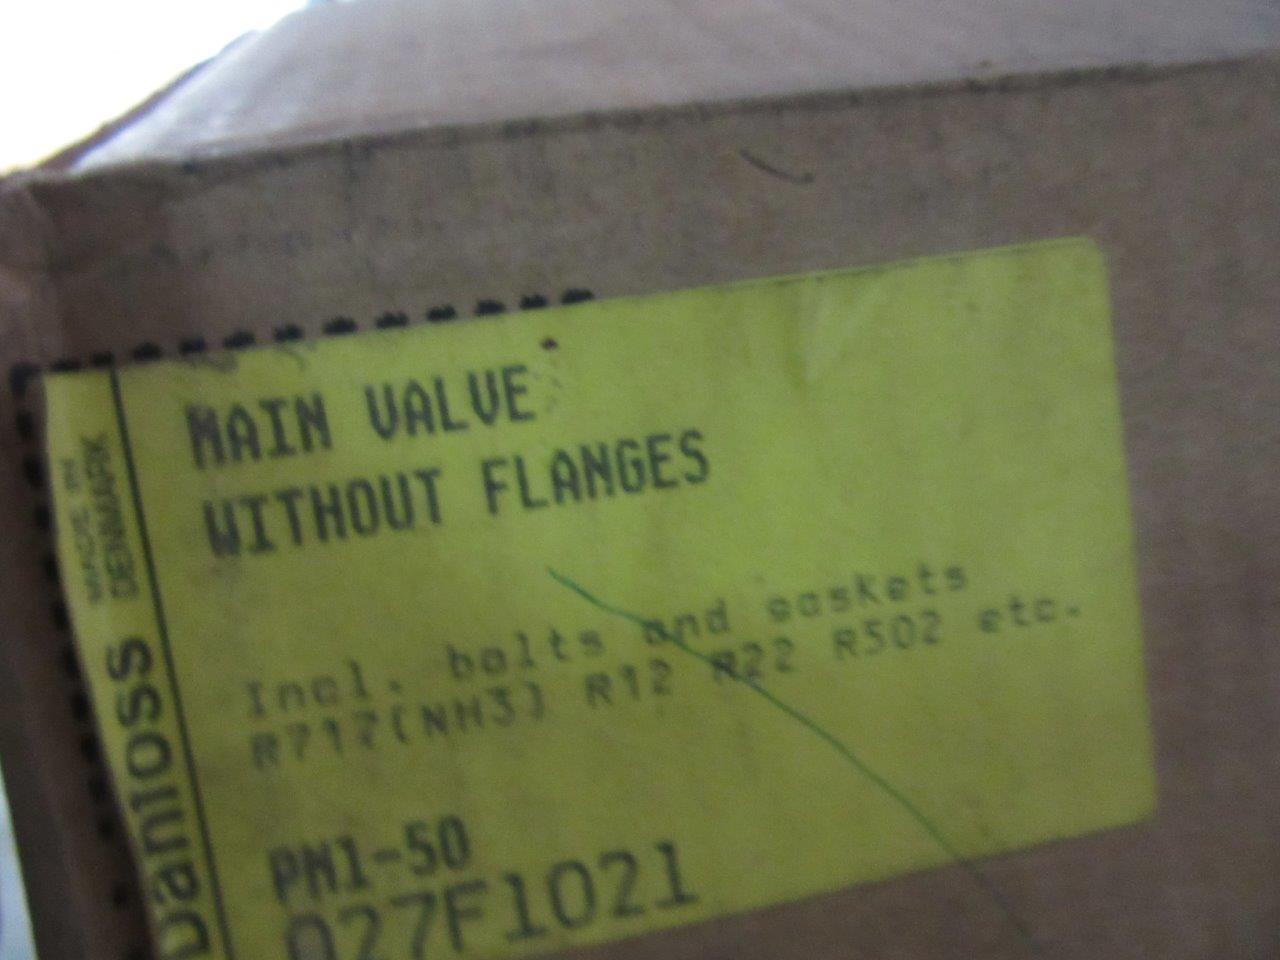 MAIN VALVE
WITHOUT FLANGES
Incl. bolts and gaskets
R717(NH3) R12 R22 R502 etc.
PM1-50
027F1021
MADE IN
DENMARK
Danfoss